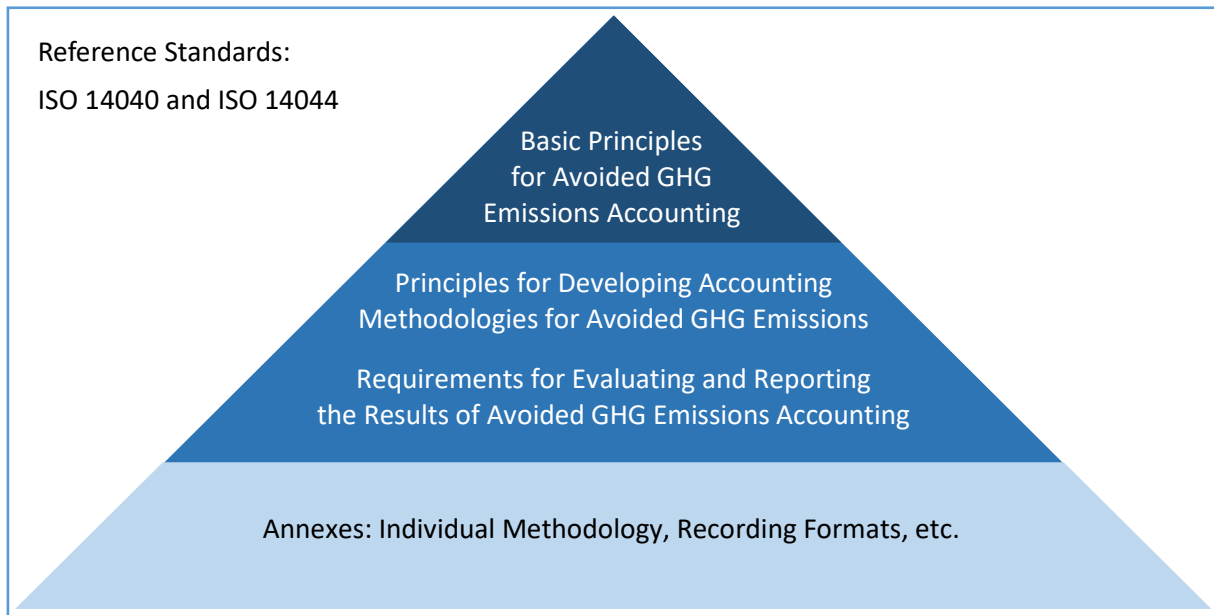 Reference Standards:
ISO 14040 and ISO 14044
Basic Principles
for Avoided GHG
Emissions Accounting
Principles for Developing Accounting
Methodologies for Avoided GHG Emissions
Requirements for Evaluating and Reporting
the Results of Avoided GHG Emissions Accounting
Annexes: Individual Methodology, Recording Formats, etc.